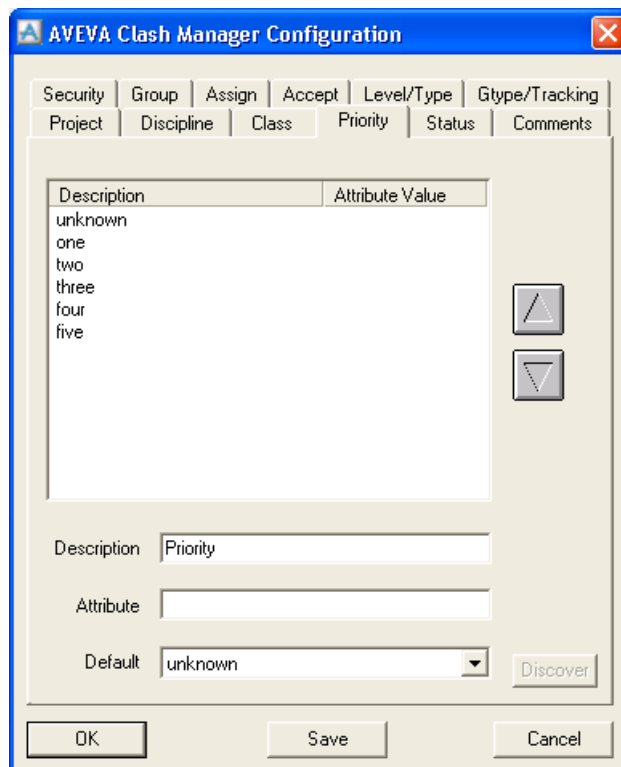 AVEVA Clash Manager Configuration
Security Group Assign Accept Level/Type Gtype/Tracking
Project Discipline Class Priority Status Comments
Description Attribute Value
unknown
one
two
three
four
five
Description Priority
Attribute
Default unknown
Discover
OK Save Cancel